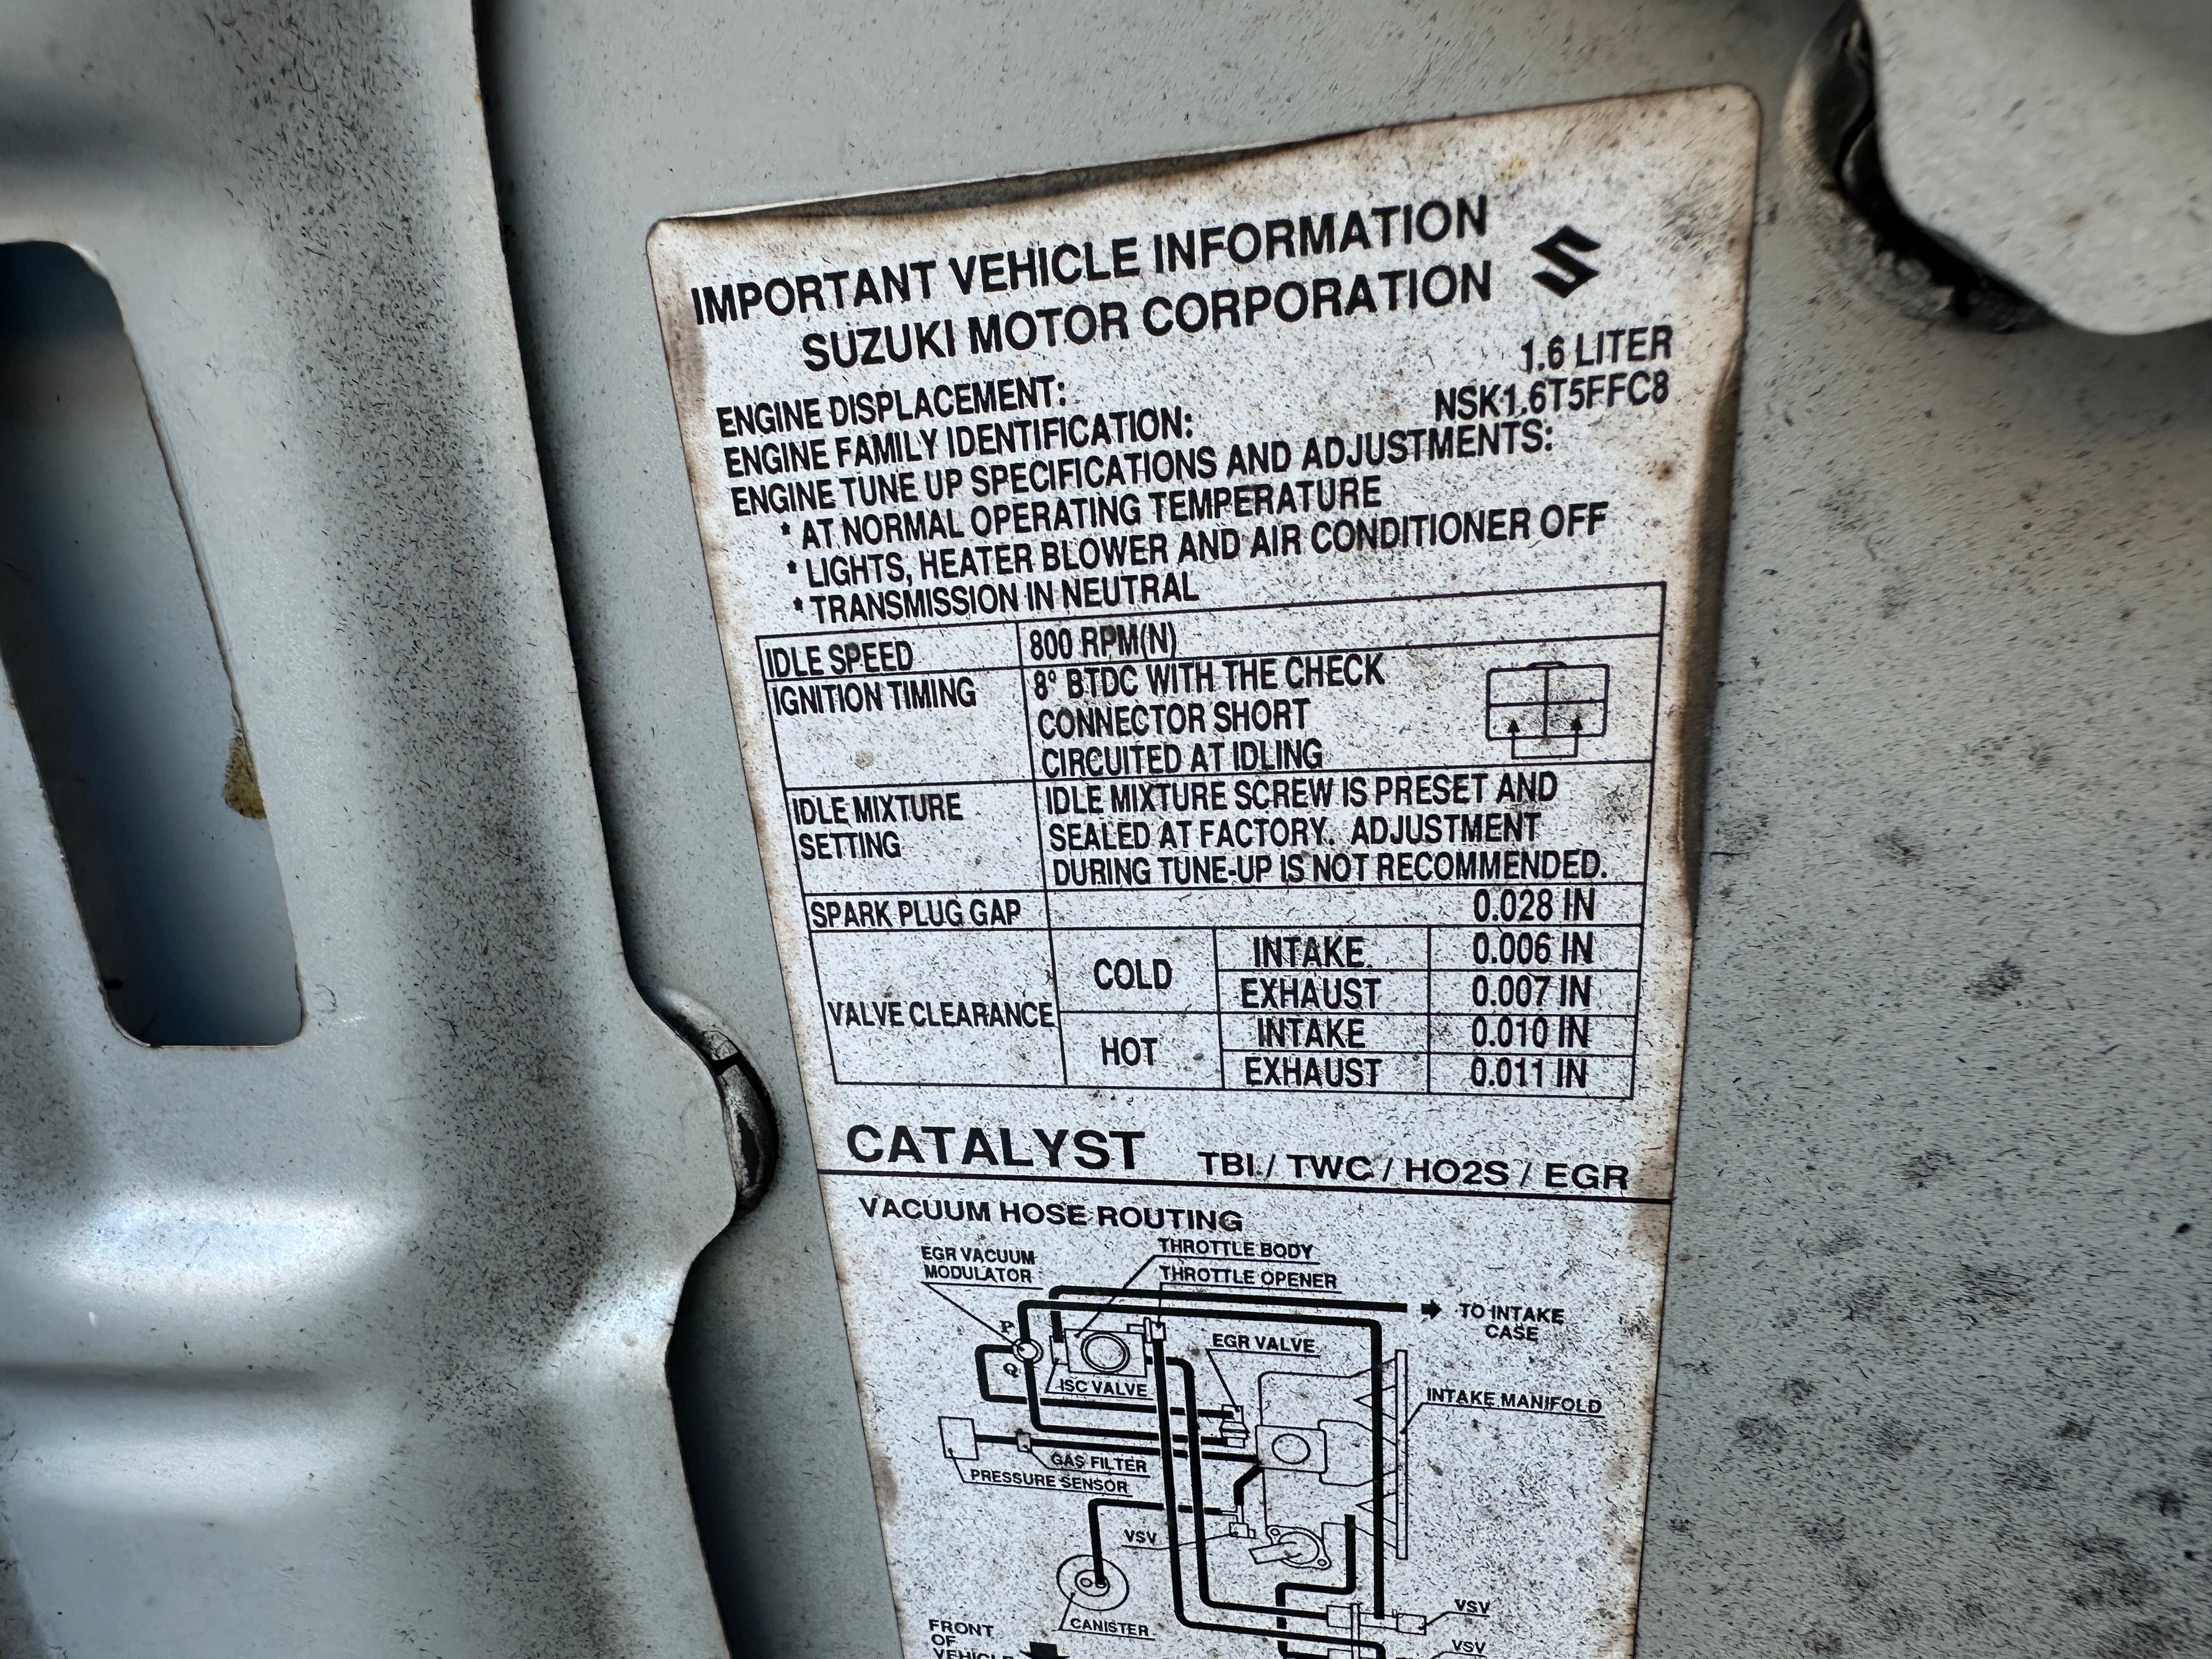 IMPORTANT VEHICLE INFORMATION
SUZUKI MOTOR CORPORATION
ENGINE DISPLACEMENT: 1.6 LITER
ENGINE FAMILY IDENTIFICATION: NSK1.6T5FFC8
ENGINE TUNE UP SPECIFICATIONS AND ADJUSTMENTS:
* AT NORMAL OPERATING TEMPERATURE
* LIGHTS, HEATER BLOWER AND AIR CONDITIONER OFF
* TRANSMISSION IN NEUTRAL
IDLE SPEED 800 RPM(N)
IGNITION TIMING 8° BTDC WITH THE CHECK
CONNECTOR SHORT
CIRCUITED AT IDLING
IDLE MIXTURE IDLE MIXTURE SCREW IS PRESET AND
SETTING SEALED AT FACTORY. ADJUSTMENT
DURING TUNE-UP IS NOT RECOMMENDED.
SPARK PLUG GAP 0.028 IN
VALVE CLEARANCE
COLD
INTAKE 0.006 IN
EXHAUST 0.007 IN
HOT
INTAKE 0.010 IN
EXHAUST 0.011 IN
CATALYST TBI / TWC / HO2S / EGR
VACUUM HOSE ROUTING
EGR VACUUM
MODULATOR
THROTTLE BODY
THROTTLE OPENER
TO INTAKE
CASE
P
Q
EGR VALVE
ISC VALVE
INTAKE MANIFOLD
GAS FILTER
PRESSURE SENSOR
VSV
CANISTER
VSV
VSV
FRONT
OF
VEHICLE